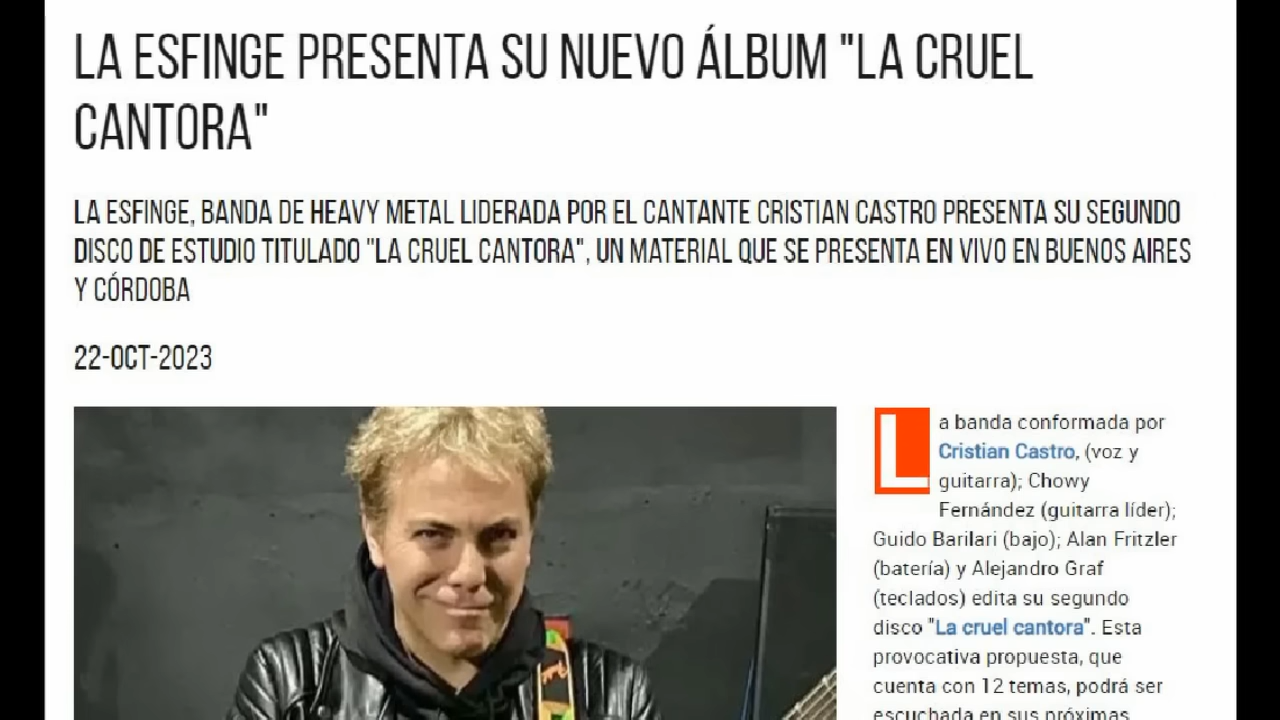 LA ESFINGE PRESENTA SU NUEVO ÁLBUM "LA CRUEL
CANTORA"
LA ESFINGE, BANDA DE HEAVY METAL LIDERADA POR EL CANTANTE CRISTIAN CASTRO PRESENTA SU SEGUNDO
DISCO DE ESTUDIO TITULADO "LA CRUEL CANTORA", UN MATERIAL QUE SE PRESENTA EN VIVO EN BUENOS AIRES
Y CÓRDOBA
22-OCT-2023
La banda conformada por
Cristian Castro, (voz y
guitarra); Chowy
Fernández (guitarra líder);
Guido Barilari (bajo); Alan Fritzler
(batería) y Alejandro Graf
(teclados) edita su segundo
disco "La cruel cantora". Esta
provocativa propuesta, que
cuenta con 12 temas, podrá ser
escuchada en sus próximas